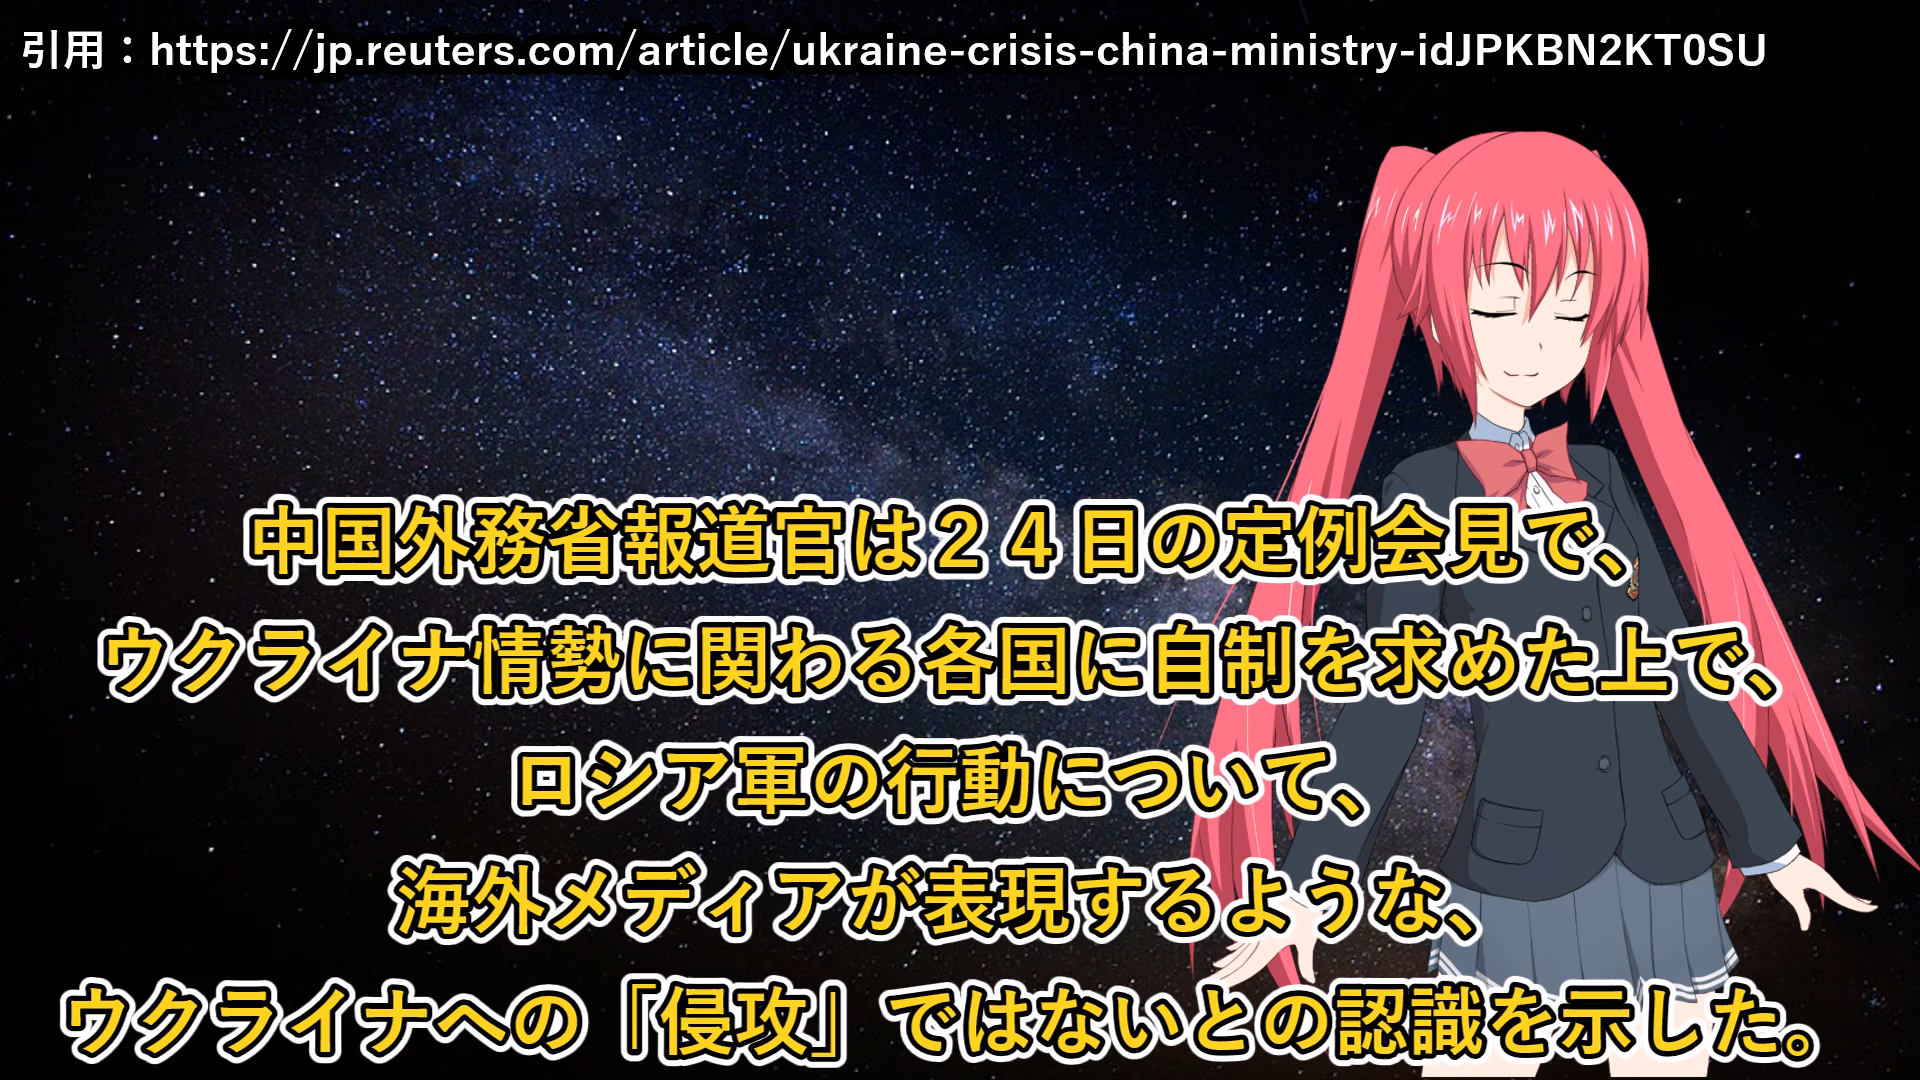 引用：https://jp.reuters.com/article/ukraine-crisis-china-ministry-idJPKBN2KT0SU
中国外務省報道官は２４日の定例会見で、
ウクライナ情勢に関わる各国に自制を求めた上で、
ロシア軍の行動について、
海外メディアが表現するような、
ウクライナへの「侵攻」ではないとの認識を示した。